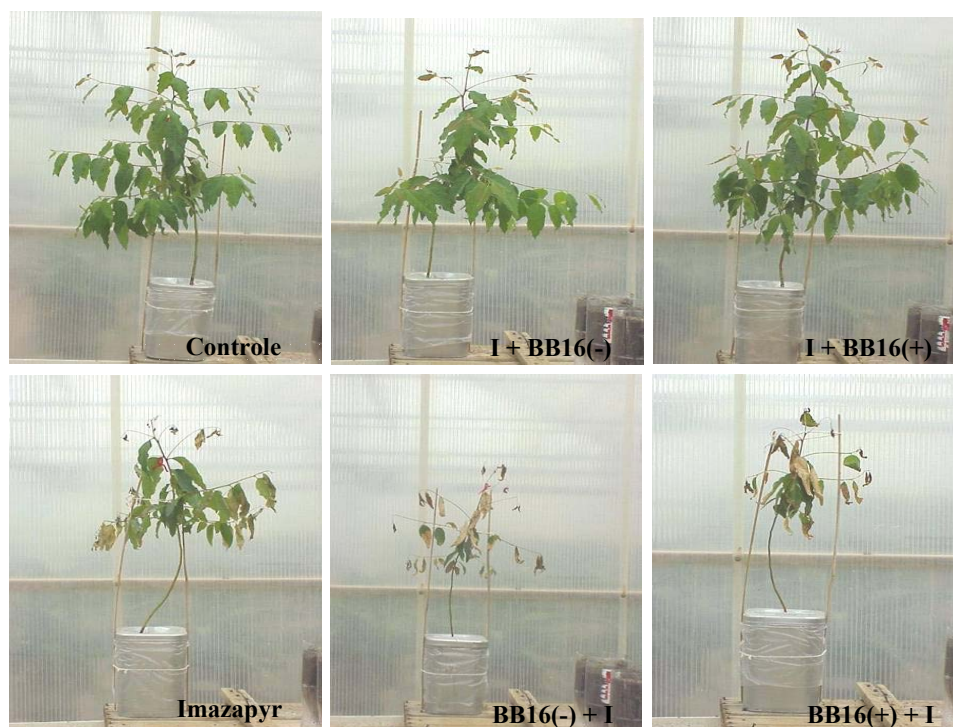 Controle
I + BB16(-)
I + BB16(+)
Imazapyr
BB16(-) + I
BB16(+) + I